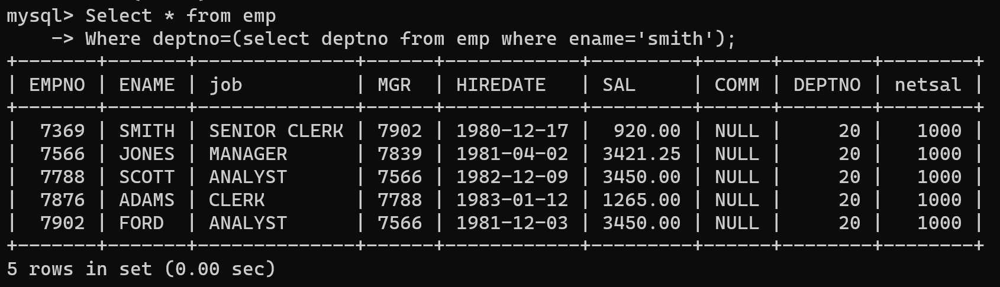 mysql> Select * from emp
    -> Where deptno=(select deptno from emp where ename='smith');
+-------+-------+--------------+------+------------+---------+------+--------+--------+
| EMPNO | ENAME | job          | MGR  | HIREDATE   | SAL     | COMM | DEPTNO | netsal |
+-------+-------+--------------+------+------------+---------+------+--------+--------+
|  7369 | SMITH | SENIOR CLERK | 7902 | 1980-12-17 |  920.00 | NULL |     20 |   1000 |
|  7566 | JONES | MANAGER      | 7839 | 1981-04-02 | 3421.25 | NULL |     20 |   1000 |
|  7788 | SCOTT | ANALYST      | 7566 | 1982-12-09 | 3450.00 | NULL |     20 |   1000 |
|  7876 | ADAMS | CLERK        | 7788 | 1983-01-12 | 1265.00 | NULL |     20 |   1000 |
|  7902 | FORD  | ANALYST      | 7566 | 1981-12-03 | 3450.00 | NULL |     20 |   1000 |
+-------+-------+--------------+------+------------+---------+------+--------+--------+
5 rows in set (0.00 sec)